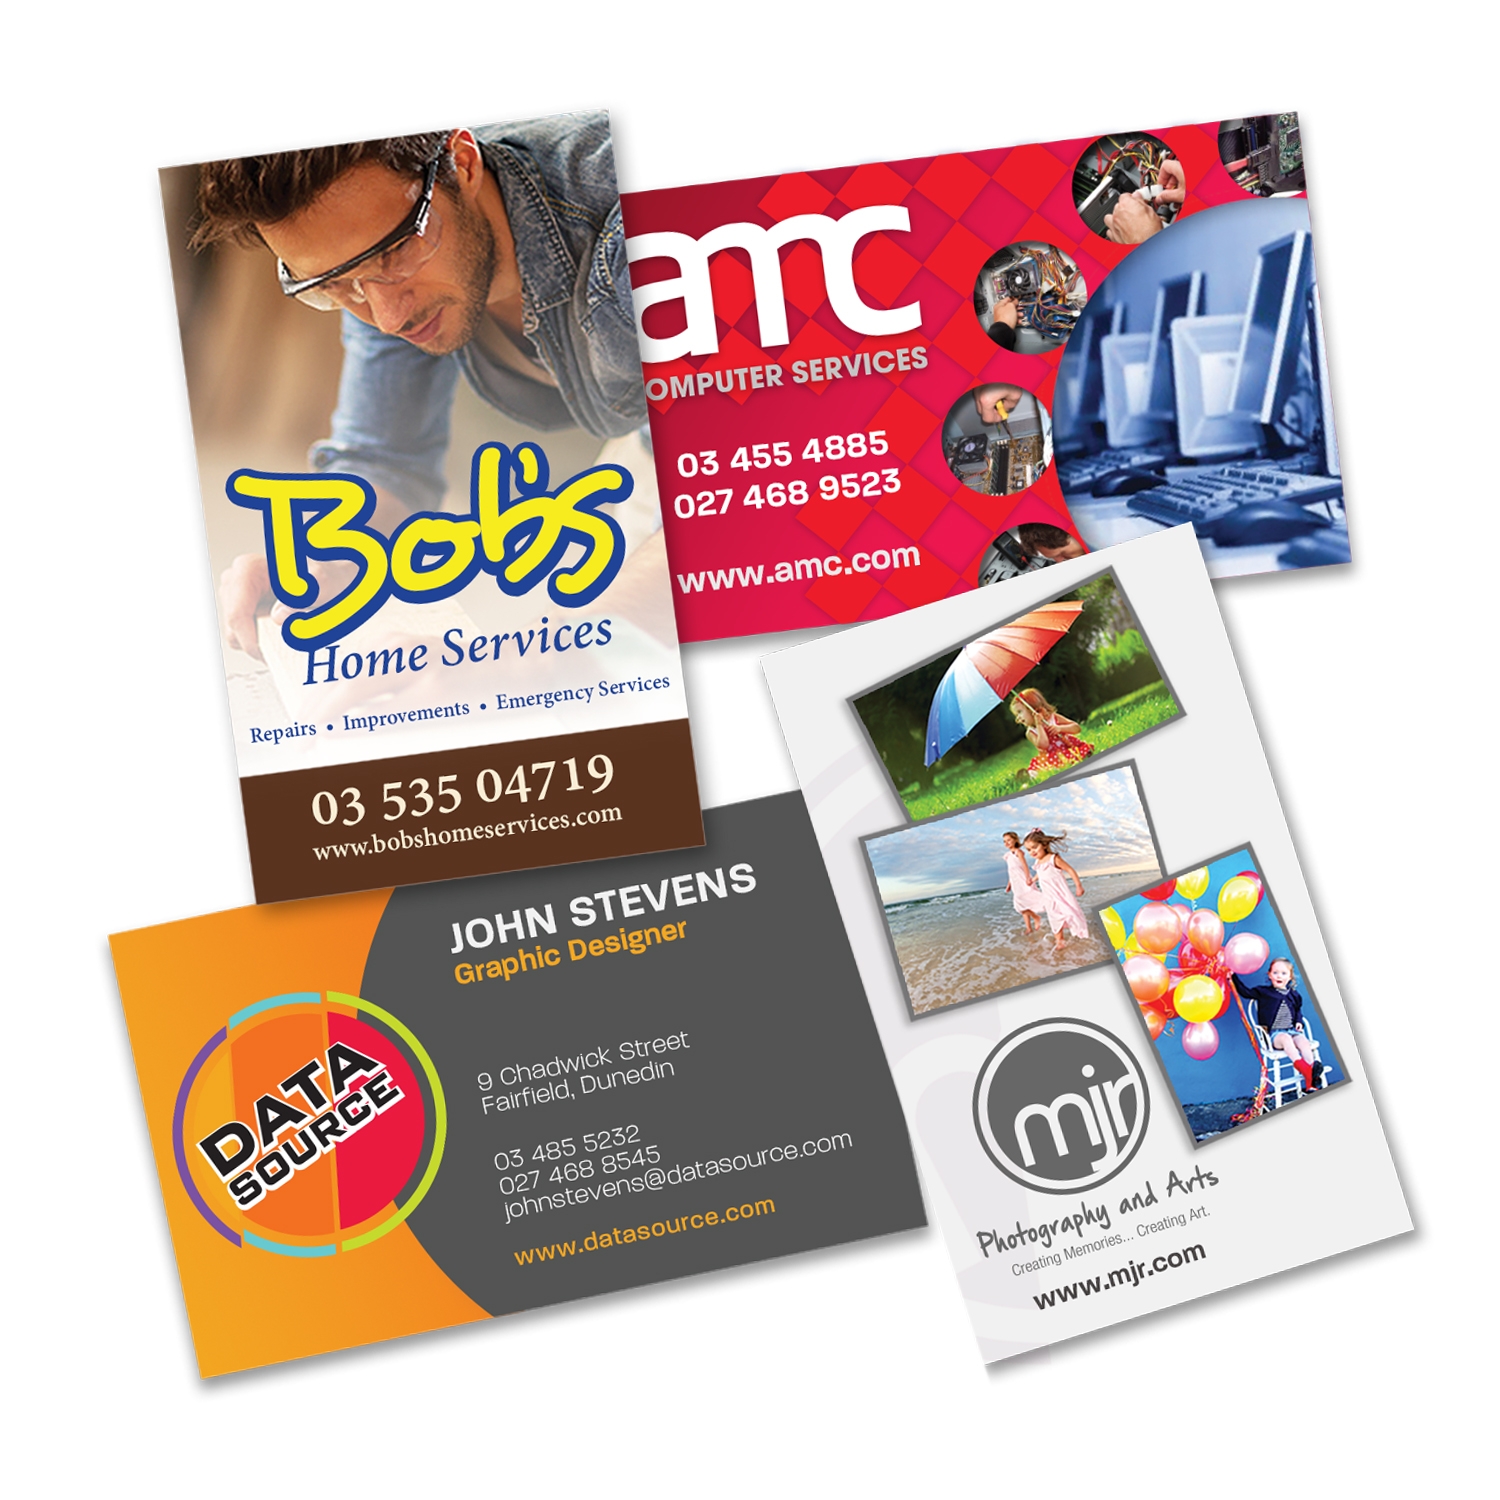 Bob's
Home Services
Repairs • Improvements • Emergency Services
03 535 04719
www.bobshomeservices.com
amc
OMPUTER SERVICES
03 455 4885
027 468 9523
www.amc.com
DATA
SOURCE
JOHN STEVENS
Graphic Designer
9 Chadwick Street
Fairfield, Dunedin
03 485 5232
027 468 8545
johnstevens@datasource.com
www.datasource.com
mjr
Photography and Arts
Creating Memories... Creating Art.
www.mjr.com